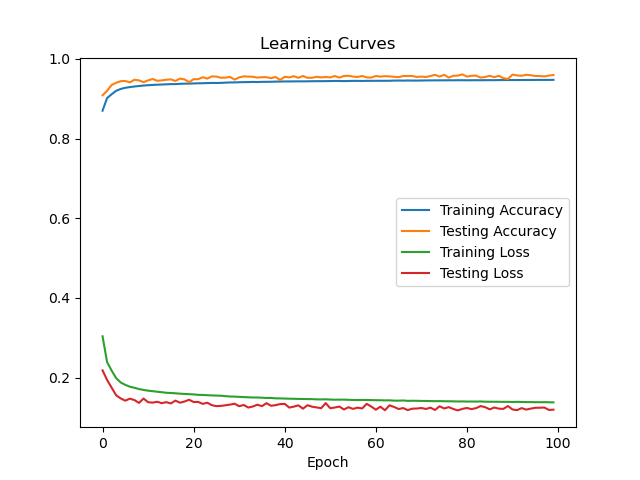 Learning Curves
1.0
0.8
0.6
0.4
0.2
Training Accuracy
Testing Accuracy
Training Loss
Testing Loss
0
20
40
60
80
100
Epoch